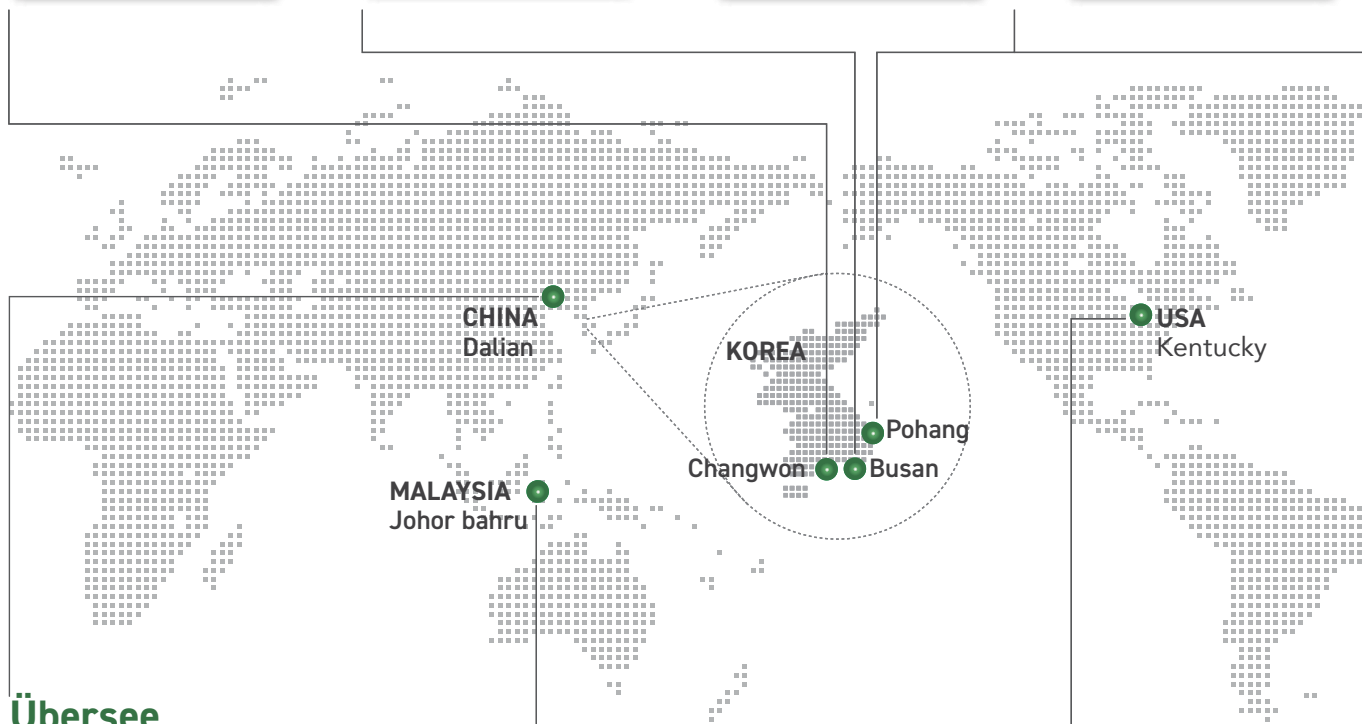 CHINA
Dalian
KOREA
USA
Kentucky
Pohang
Changwon
Busan
MALAYSIA
Johor bahru
Übersee